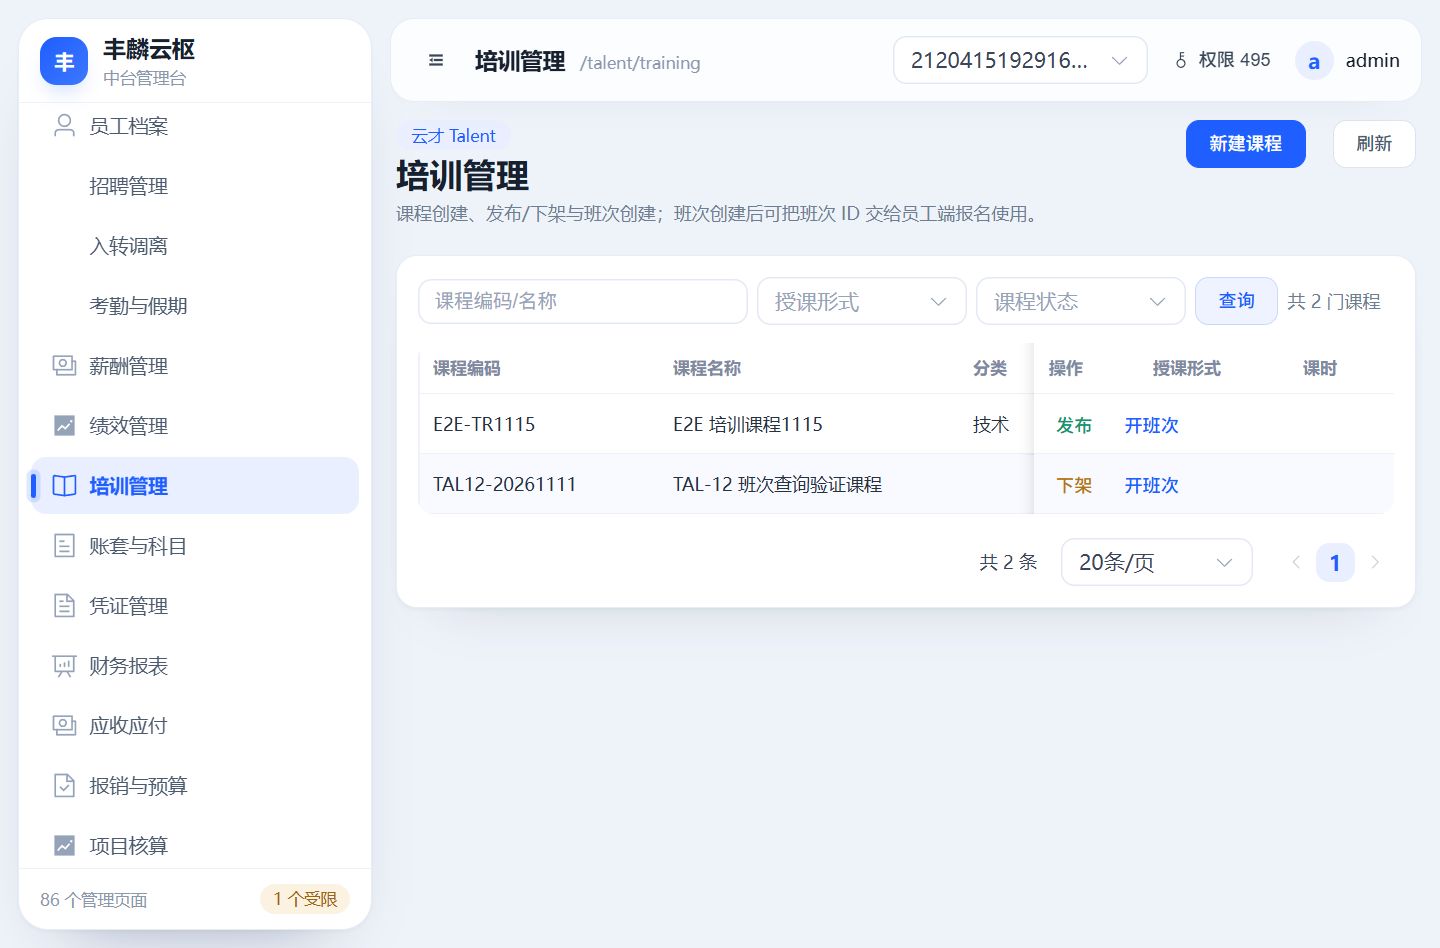 丰
丰麟云枢
中台管理台
员工档案
招聘管理
入转调离
考勤与假期
薪酬管理
绩效管理
培训管理
账套与科目
凭证管理
财务报表
应收应付
报销与预算
项目核算
86 个管理页面
1 个受限
培训管理
/talent/training
2120415192916...
权限 495
a
admin
云才 Talent
培训管理
课程创建、发布/下架与班次创建；班次创建后可把班次 ID 交给员工端报名使用。
新建课程
刷新
课程编码/名称
授课形式
课程状态
查询
共 2 门课程
课程编码 课程名称 分类 操作 授课形式 课时
E2E-TR1115 E2E 培训课程1115 技术 发布 开班次
TAL12-20261111 TAL-12 班次查询验证课程 下架 开班次
共 2 条
20条/页
1